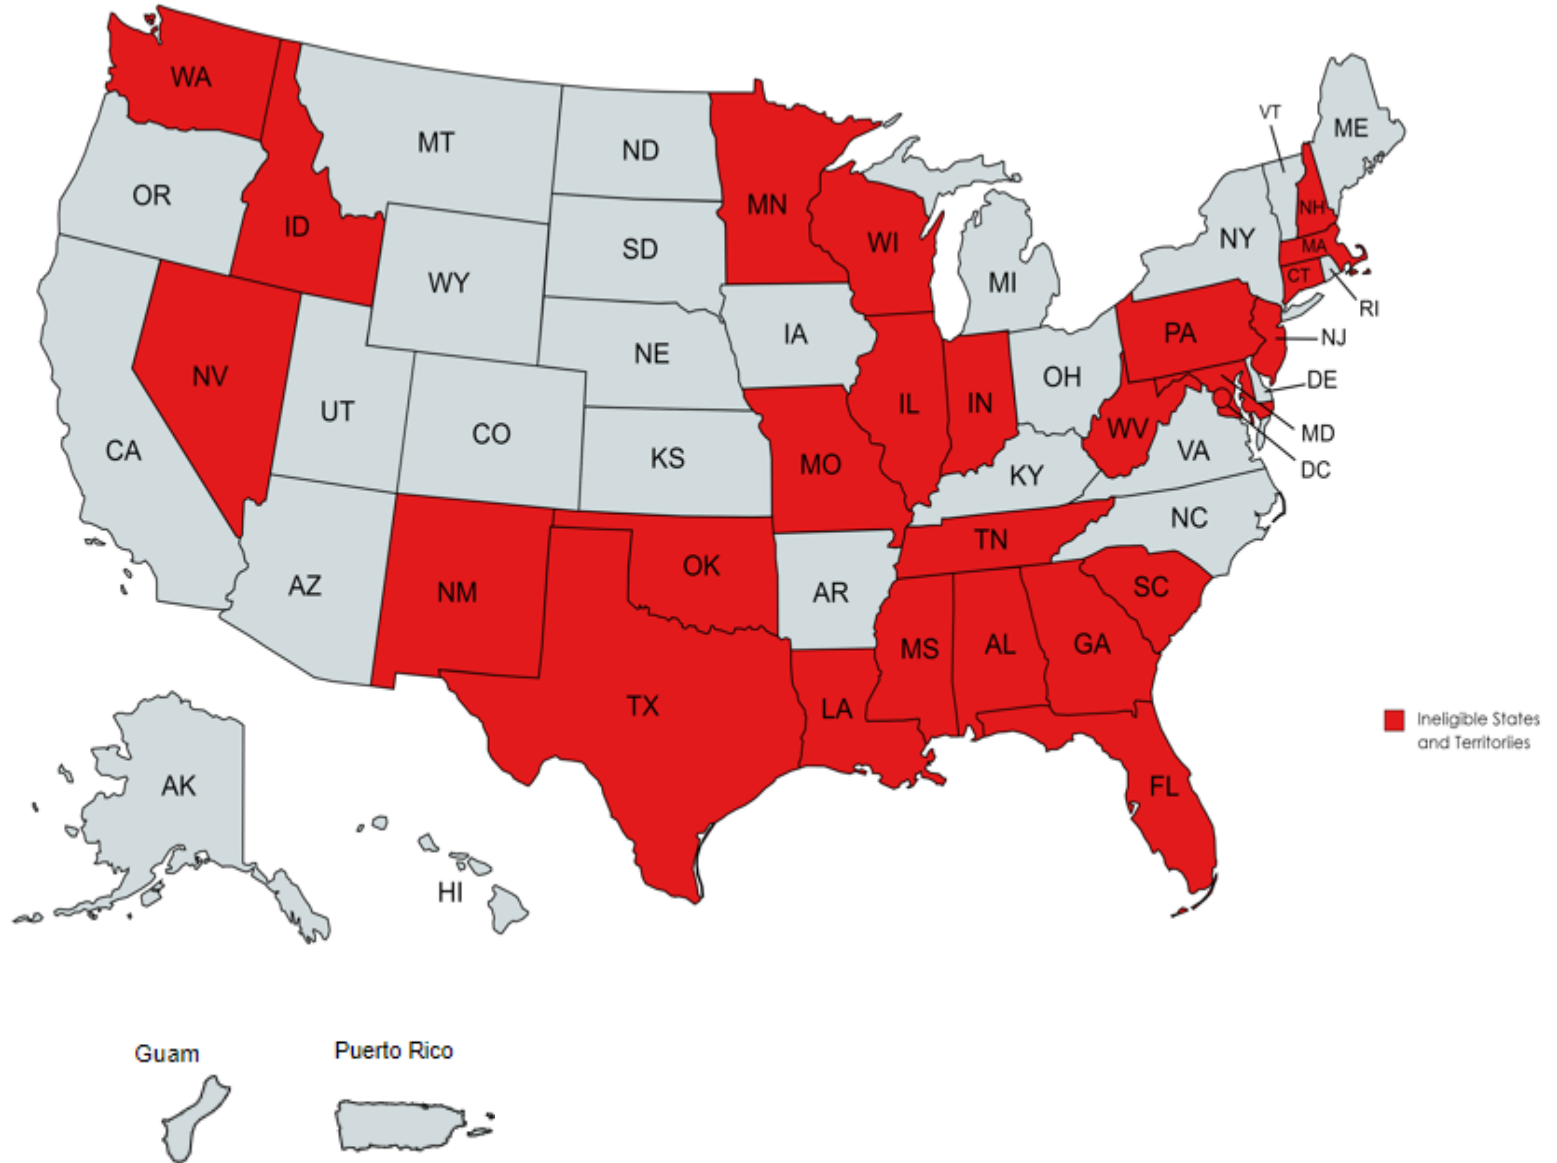 WA
MT
ND
VT
ME
OR
ID
MN
SD
WI
NY
NH
MA
CT
WY
MI
RI
IA
PA
NJ
NE
NV
OH
DE
UT
IL
IN
CO
WV
MD
CA
KS
MO
KY
VA
DC
NC
TN
OK
AZ
NM
AR
SC
MS
AL
GA
TX
LA
Ineligible States
and Territoriies
AK
FL
HI
Guam
Puerto Rico